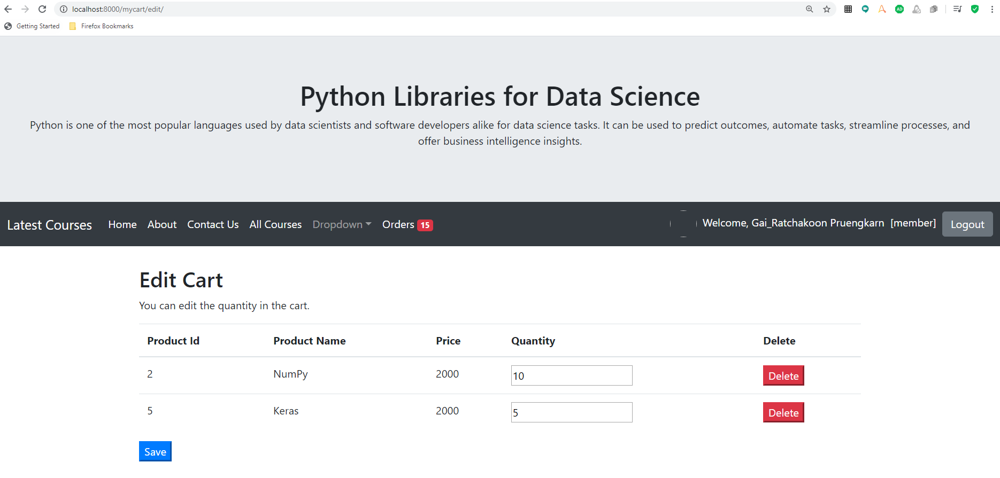 localhost:8000/mycart/edit/
Getting Started Firefox Bookmarks
Python Libraries for Data Science
Python is one of the most popular languages used by data scientists and software developers alike for data science tasks. It can be used to predict outcomes, automate tasks, streamline processes, and
offer business intelligence insights.
Latest Courses Home About Contact Us All Courses Dropdown Orders 15 Welcome, Gai_Ratchakoon Pruengkarn [member] Logout
Edit Cart
You can edit the quantity in the cart.
Product Id Product Name Price Quantity Delete
2 NumPy 2000 10 Delete
5 Keras 2000 5 Delete
Save